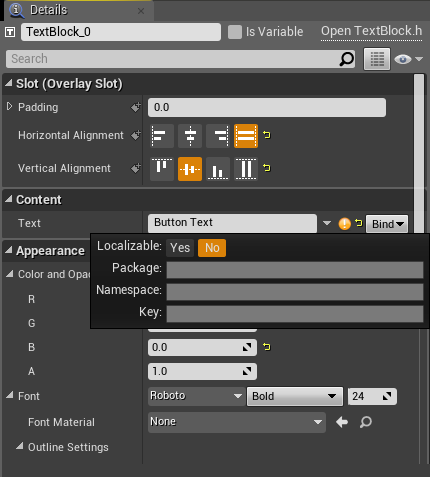 Details
TextBlock_0 Is Variable Open TextBlock.h
Search
Slot (Overlay Slot)
Padding 0.0
Horizontal Alignment
Vertical Alignment
Content
Text Button Text Bind
Localizable: Yes No
Appearance
Package:
Color and Opac
Namespace:
R
Key:
G
B 0.0
A 1.0
Font Roboto Bold 24
Font Material None
Outline Settings